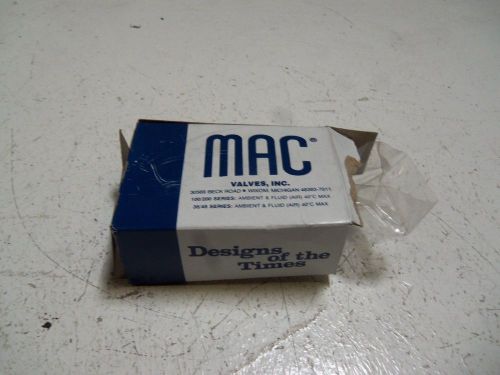 MAC®
VALVES, INC.
30569 BECK ROAD • WIXOM, MICHIGAN 48393-7011
100/200 SERIES: AMBIENT & FLUID (AIR) 40°C MAX
35/45 SERIES: AMBIENT & FLUID (AIR) 40°C MAX
Designs
of the
Times